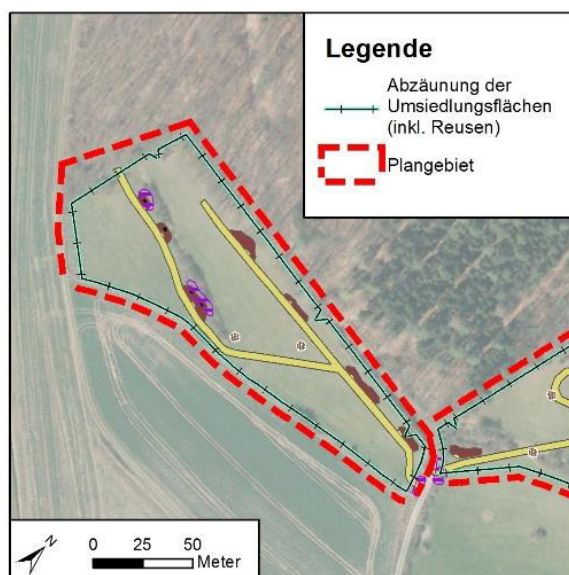 Legende
Abzäunung der
Umsiedlungsflächen
(inkl. Reusen)
Plangebiet
N
0 25 50
Meter